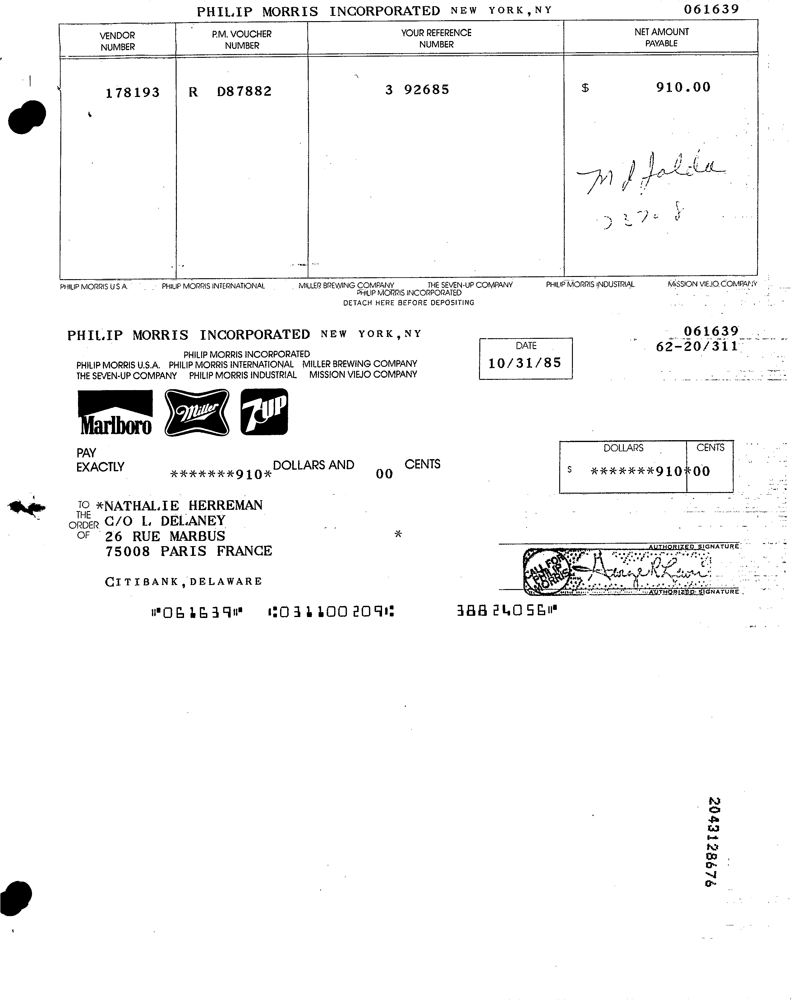 PHILIP MORRIS INCORPORATED NEW YORK,NY 061639
VENDOR NUMBER P.M. VOUCHER NUMBER YOUR REFERENCE NUMBER NET AMOUNT PAYABLE
178193 R D87882 3 92685 $ 910.00
PHILIP MORRIS U.S.A. PHILIP MORRIS INTERNATIONAL MILLER BREWING COMPANY THE SEVEN-UP COMPANY PHILIP MORRIS INDUSTRIAL MISSION VIEJO COMPANY
PHILIP MORRIS INCORPORATED
DETACH HERE BEFORE DEPOSITING
PHILIP MORRIS INCORPORATED NEW YORK,NY 061639
62-20/311
DATE
10/31/85
PHILIP MORRIS INCORPORATED
PHILIP MORRIS U.S.A. PHILIP MORRIS INTERNATIONAL MILLER BREWING COMPANY
THE SEVEN-UP COMPANY PHILIP MORRIS INDUSTRIAL MISSION VIEJO COMPANY
Marlboro Miller 7UP
PAY
EXACTLY *******910* DOLLARS AND 00 CENTS
DOLLARS CENTS
$ *******910*00
TO THE ORDER OF
*NATHALIE HERREMAN
C/O L. DELANEY
26 RUE MARBUS *
75008 PARIS FRANCE
AUTHORIZED SIGNATURE
CALL FOR PHILIP MORRIS
AUTHORIZED SIGNATURE
CITIBANK,DELAWARE
⑈061639⑈ ⑆031100209⑆ 38824056⑈
2043128676